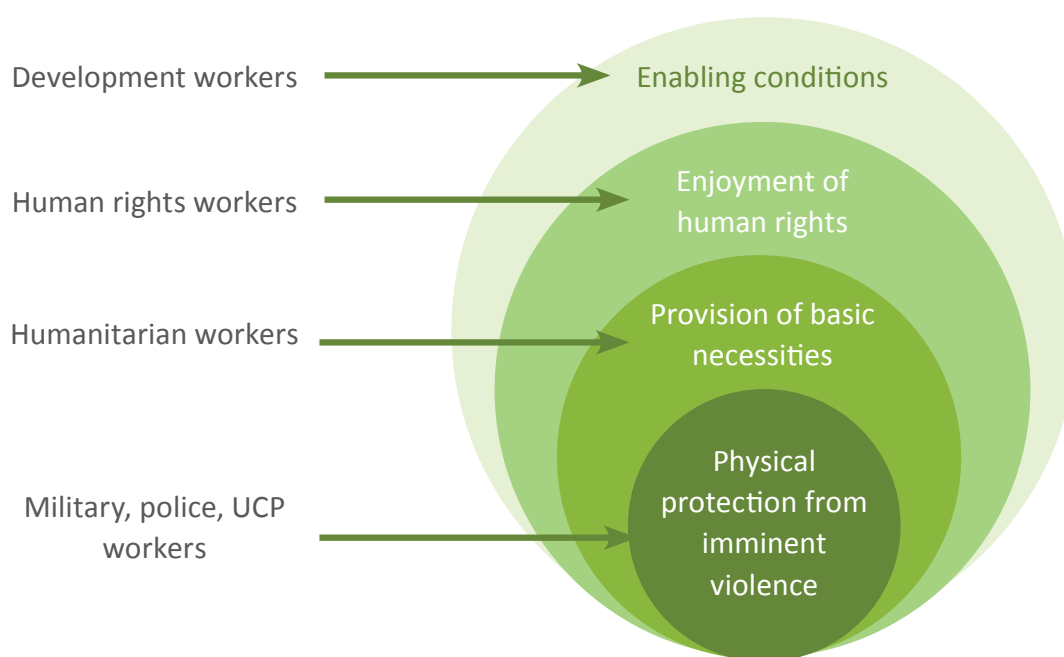 Development workers
Enabling conditions
Human rights workers
Enjoyment of
human rights
Humanitarian workers
Provision of basic
necessities
Military, police, UCP
workers
Physical
protection from
imminent
violence